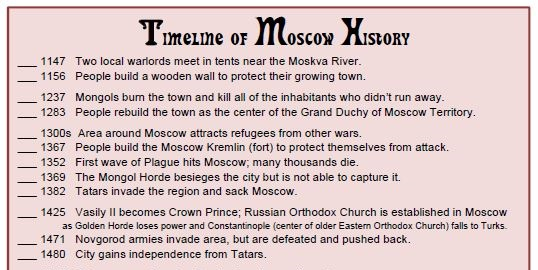 Timeline of Moscow History
___ 1147 Two local warlords meet in tents near the Moskva River.
___ 1156 People build a wooden wall to protect their growing town.
___ 1237 Mongols burn the town and kill all of the inhabitants who didn't run away.
___ 1283 People rebuild the town as the center of the Grand Duchy of Moscow Territory.
___ 1300s Area around Moscow attracts refugees from other wars.
___ 1367 People build the Moscow Kremlin (fort) to protect themselves from attack.
___ 1352 First wave of Plague hits Moscow; many thousands die.
___ 1369 The Mongol Horde besieges the city but is not able to capture it.
___ 1382 Tatars invade the region and sack Moscow.
___ 1425 Vasily II becomes Crown Prince; Russian Orthodox Church is established in Moscow
as Golden Horde loses power and Constantinople (center of older Eastern Orthodox Church) falls to Turks.
___ 1471 Novgorod armies invade area, but are defeated and pushed back.
___ 1480 City gains independence from Tatars.